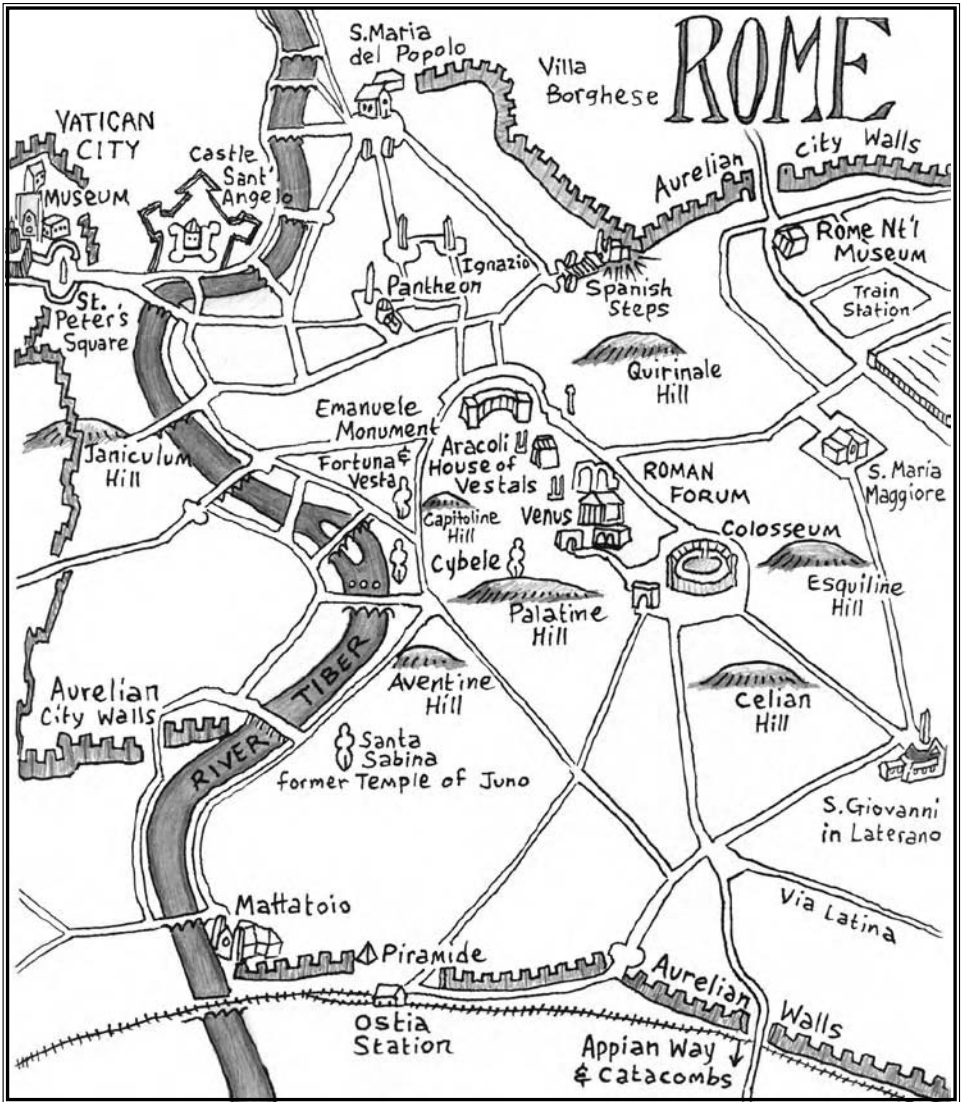 ROME
S. Maria
del Popolo
Villa
Borghese
VATICAN
CITY
MUSEUM
Castle
Sant'
Angelo
Aurelian
City Walls
Rome Nt'l
Museum
Ignazio
Pantheon
Spanish
Steps
Train
Station
St.
Peter's
Square
Quirinale
Hill
Emanuele
Monument
Janiculum
Hill
Fortuna &
Vesta
Aracoli
House of
Vestals
ROMAN
FORUM
S. Maria
Maggiore
Capitoline
Hill
Venus
COLOSSEUM
Cybele
Palatine
Hill
Esquiline
Hill
Aventine
Hill
Celian
Hill
Aurelian
City Walls
RIVER TIBER
Santa
Sabina
former Temple of Juno
S. Giovanni
in Laterano
Mattatoio
Via Latina
Piramide
Aurelian
Walls
Ostia
Station
Appian Way
& Catacombs